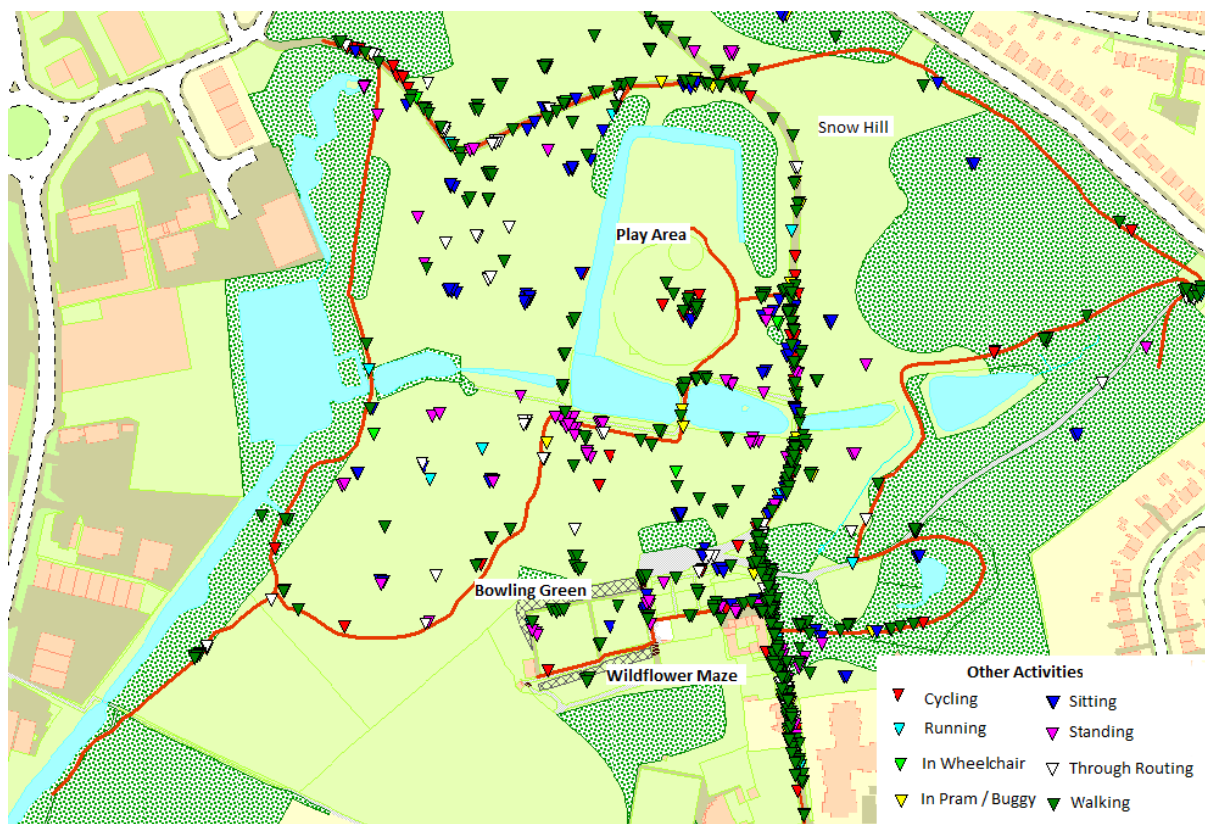 Snow Hill
Play Area
Bowling Green
Wildflower Maze
Other Activities
Cycling
Sitting
Running
Standing
In Wheelchair
Through Routing
In Pram / Buggy
Walking